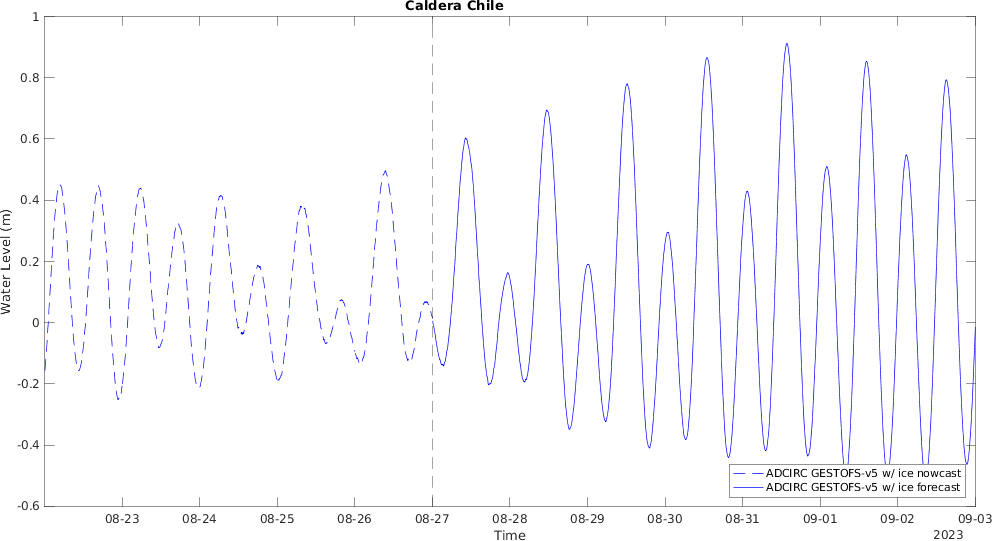 Caldera Chile
1
0.8
0.6
0.4
0.2
0
-0.2
-0.4
-0.6
Water Level (m)
ADCIRC GESTOFS-v5 w/ ice nowcast
ADCIRC GESTOFS-v5 w/ ice forecast
08-23 08-24 08-25 08-26 08-27 08-28 08-29 08-30 08-31 09-01 09-02 09-03
Time
2023